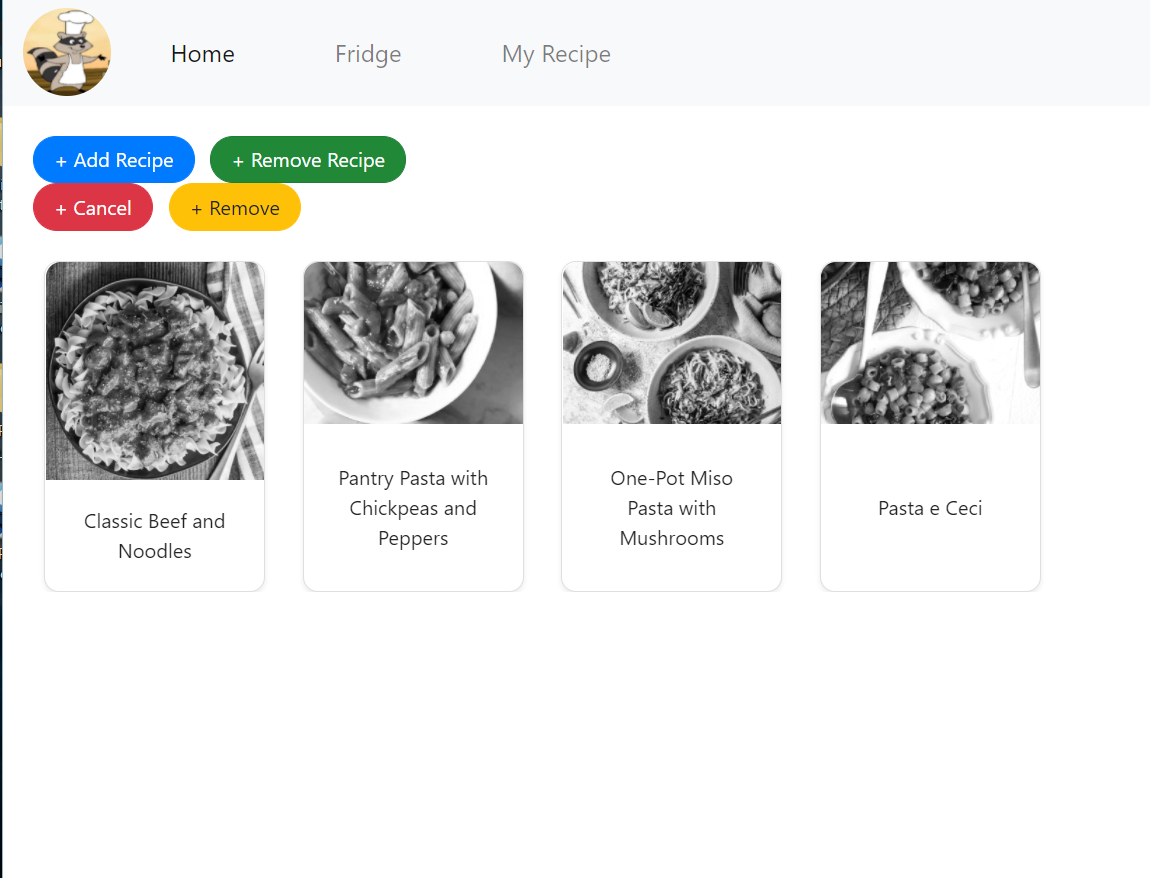 Home Fridge My Recipe
+ Add Recipe + Remove Recipe
+ Cancel + Remove
Classic Beef and
Noodles
Pantry Pasta with
Chickpeas and
Peppers
One-Pot Miso
Pasta with
Mushrooms
Pasta e Ceci